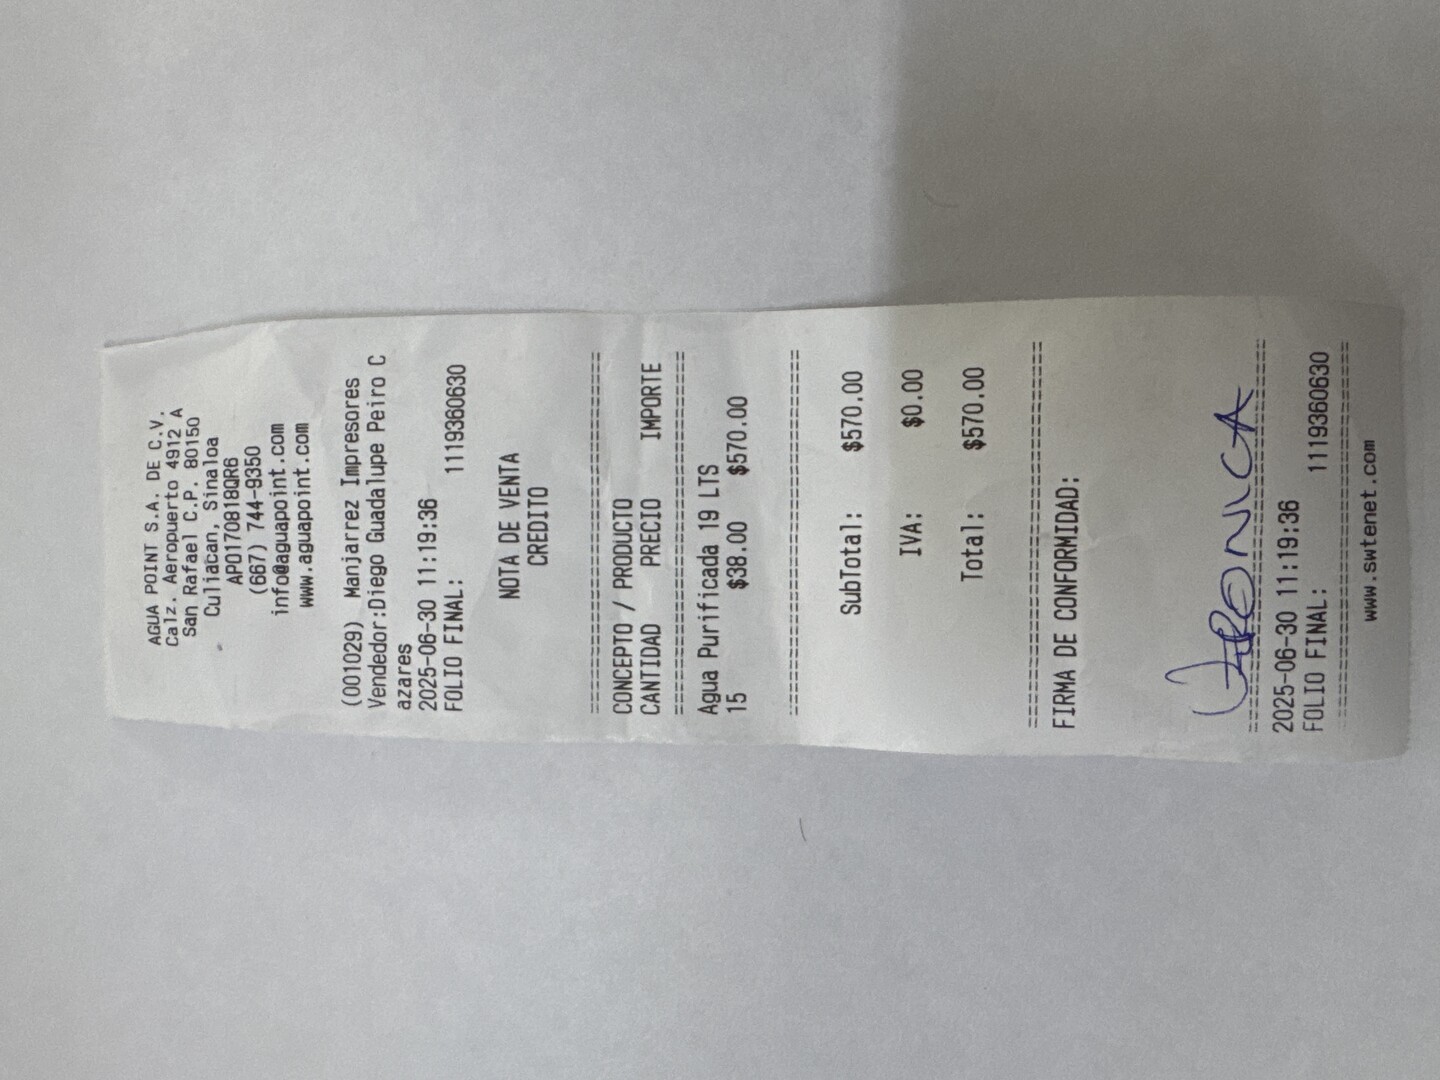 AGUA POINT S.A. DE C.V.
Calz. Aeropuerto 4912 A
San Rafael C.P. 80150
Culiacan, Sinaloa
APO170818QR6
(667) 744-9350
info@aguapoint.com
www.aguapoint.com
(001029) Manjarrez Impresores
Vendedor:Diego Guadalupe Peiro C
azares
2025-06-30 11:19:36
FOLIO FINAL: 1119360630
NOTA DE VENTA
CREDITO
================================
CONCEPTO / PRODUCTO
CANTIDAD PRECIO IMPORTE
================================
Agua Purificada 19 LTS
15 $38.00 $570.00
================================
SubTotal: $570.00
IVA: $0.00
Total: $570.00
================================
FIRMA DE CONFORMIDAD:
VERONICA
================================
2025-06-30 11:19:36
FOLIO FINAL: 1119360630
================================
www.swtenet.com